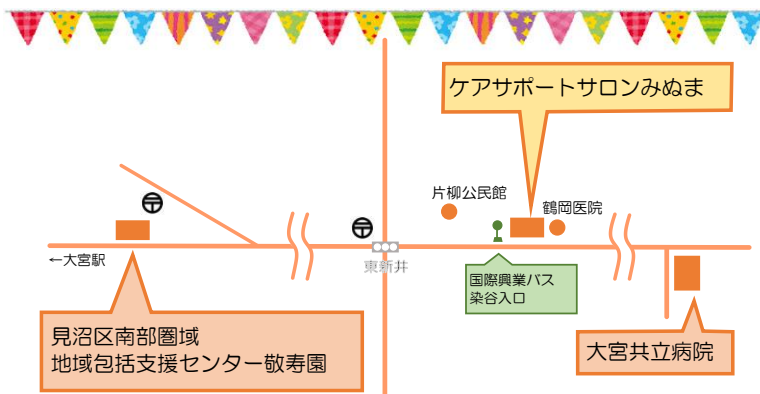 ケアサポートサロンみぬま
片柳公民館
鶴岡医院
←大宮駅
東新井
国際興業バス
染谷入口
見沼区南部圏域
地域包括支援センター敬寿園
大宮共立病院